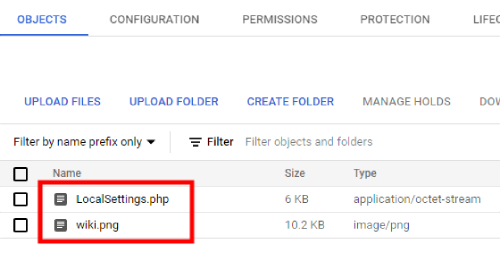 OBJECTS CONFIGURATION PERMISSIONS PROTECTION LIFEC
UPLOAD FILES UPLOAD FOLDER CREATE FOLDER MANAGE HOLDS DOW
Filter by name prefix only Filter Filter objects and folders
Name Size Type
LocalSettings.php 6 KB application/octet-stream
wiki.png 10.2 KB image/png